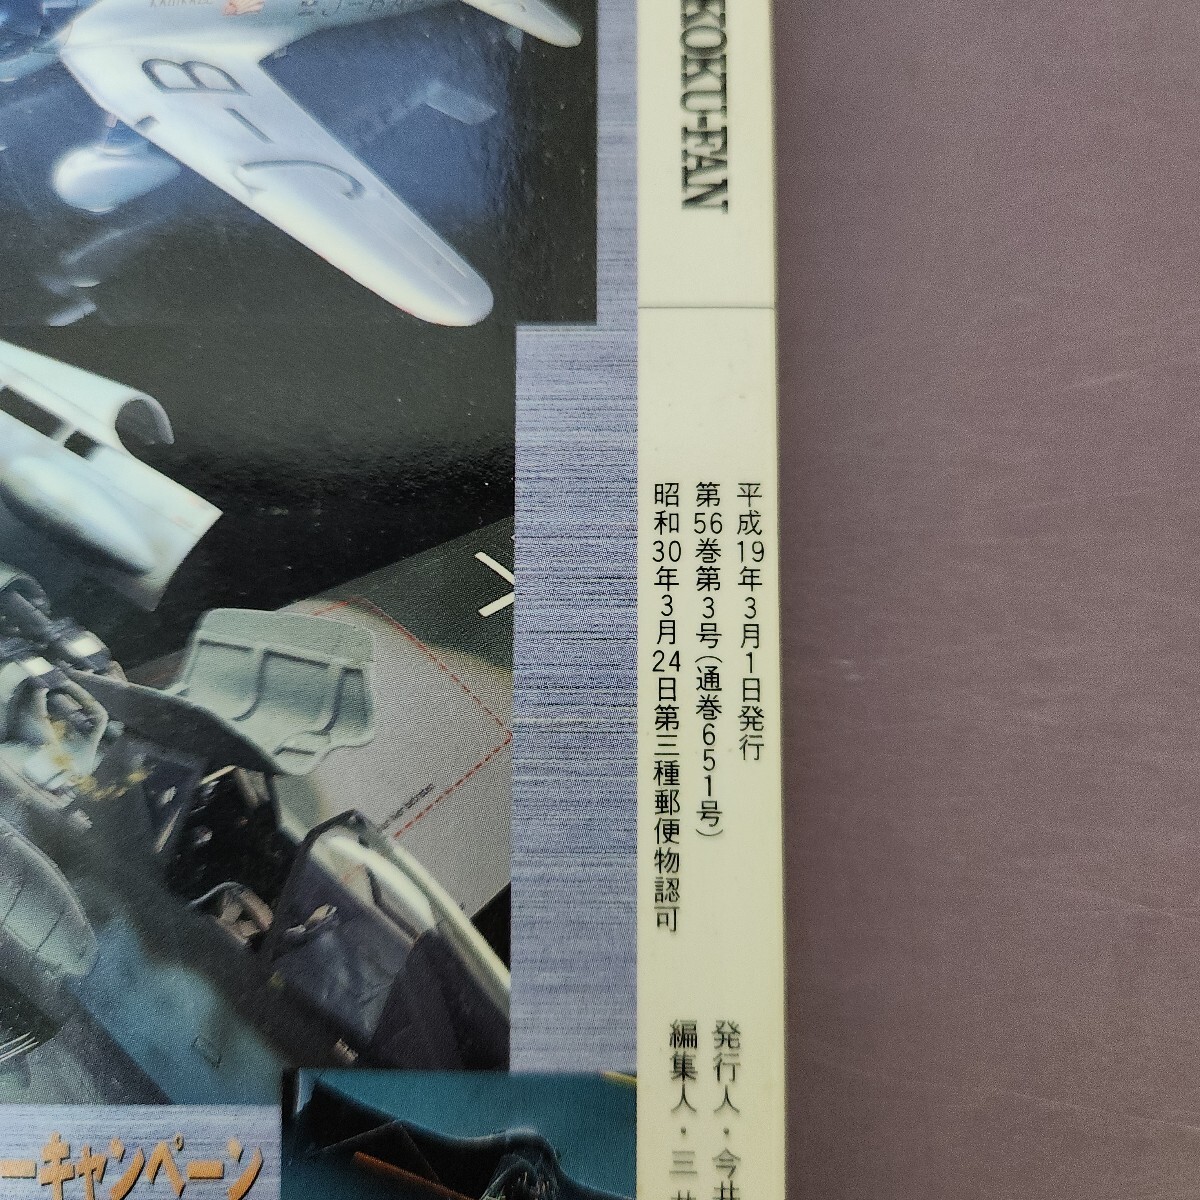 KOKU-FAN
平成19年3月1日発行
第56巻第3号(通巻651号)
昭和30年3月24日第三種郵便物認可
発行人・今井
編集人・三井
J-B
ーキャンペーン